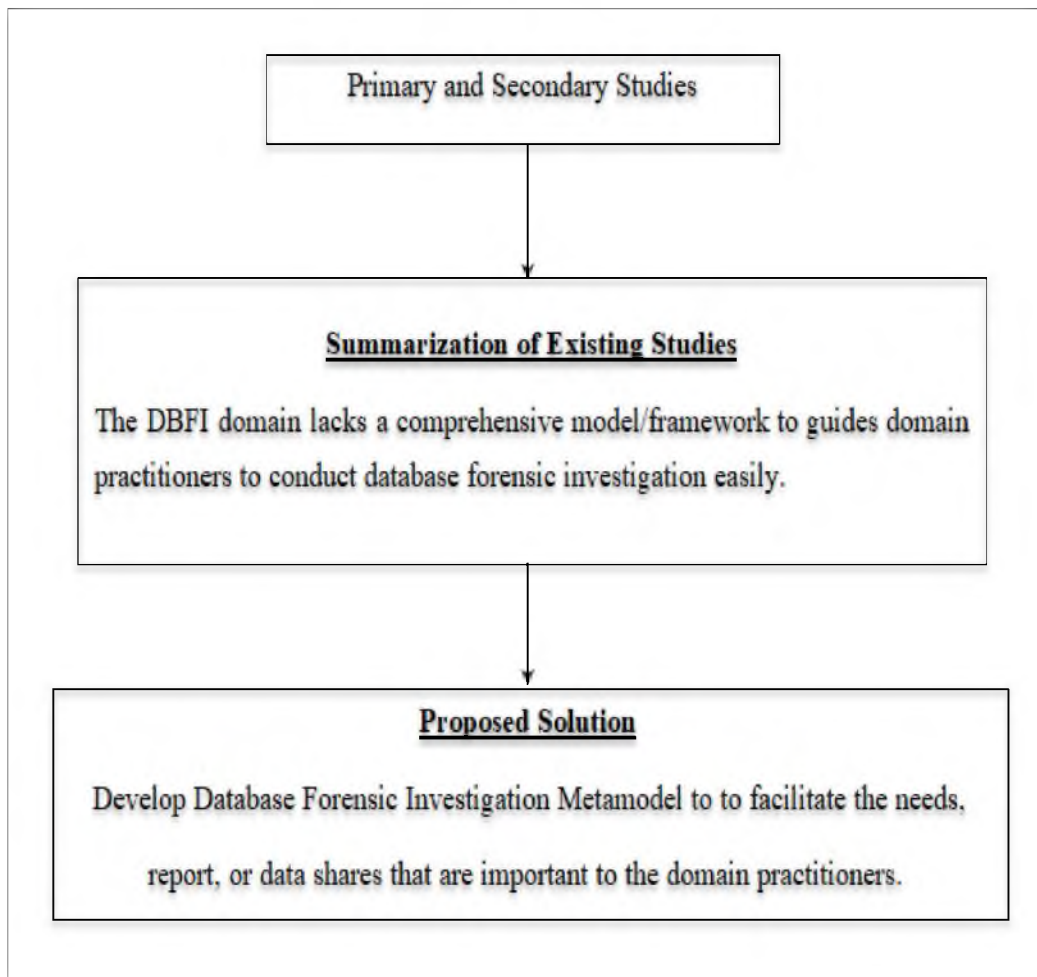 Primary and Secondary Studies
Summarization of Existing Studies
The DBFI domain lacks a comprehensive model/framework to guides domain
practitioners to conduct database forensic investigation easily.
Proposed Solution
Develop Database Forensic Investigation Metamodel to to facilitate the needs,
report, or data shares that are important to the domain practitioners.